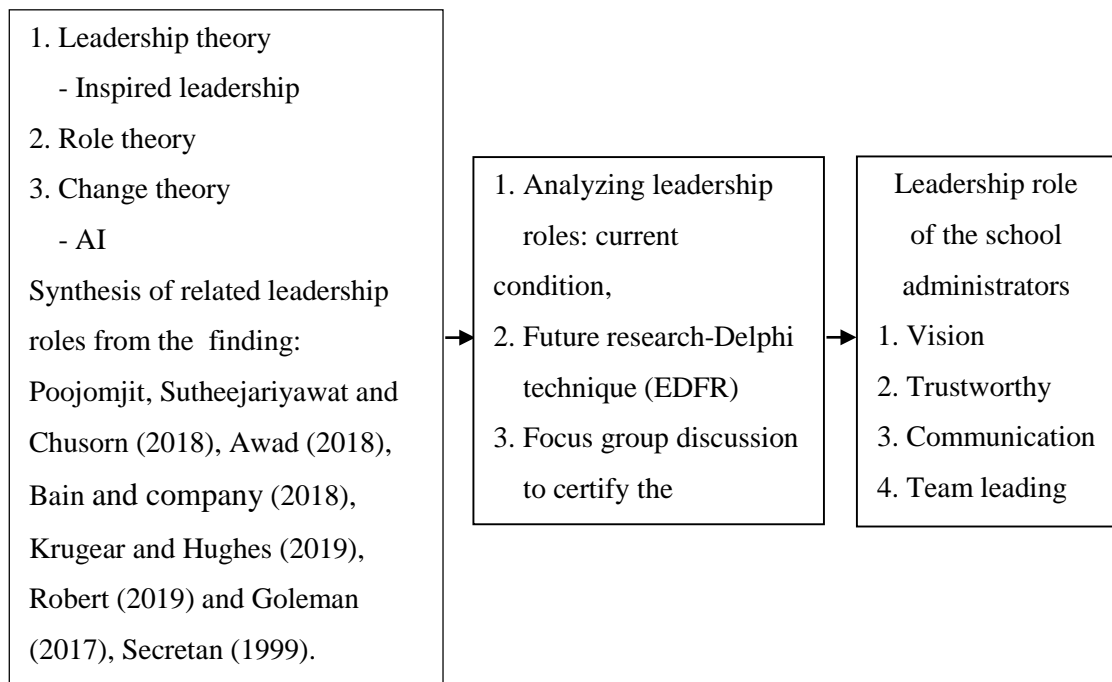 1. Leadership theory
- Inspired leadership
2. Role theory
3. Change theory
- AI
Synthesis of related leadership
roles from the finding:
Poojomjit, Sutheejariyawat and
Chusorn (2018), Awad (2018),
Bain and company (2018),
Krugear and Hughes (2019),
Robert (2019) and Goleman
(2017), Secretan (1999).
1. Analyzing leadership
roles: current
condition,
2. Future research-Delphi
technique (EDFR)
3. Focus group discussion
to certify the
Leadership role
of the school
administrators
1. Vision
2. Trustworthy
3. Communication
4. Team leading